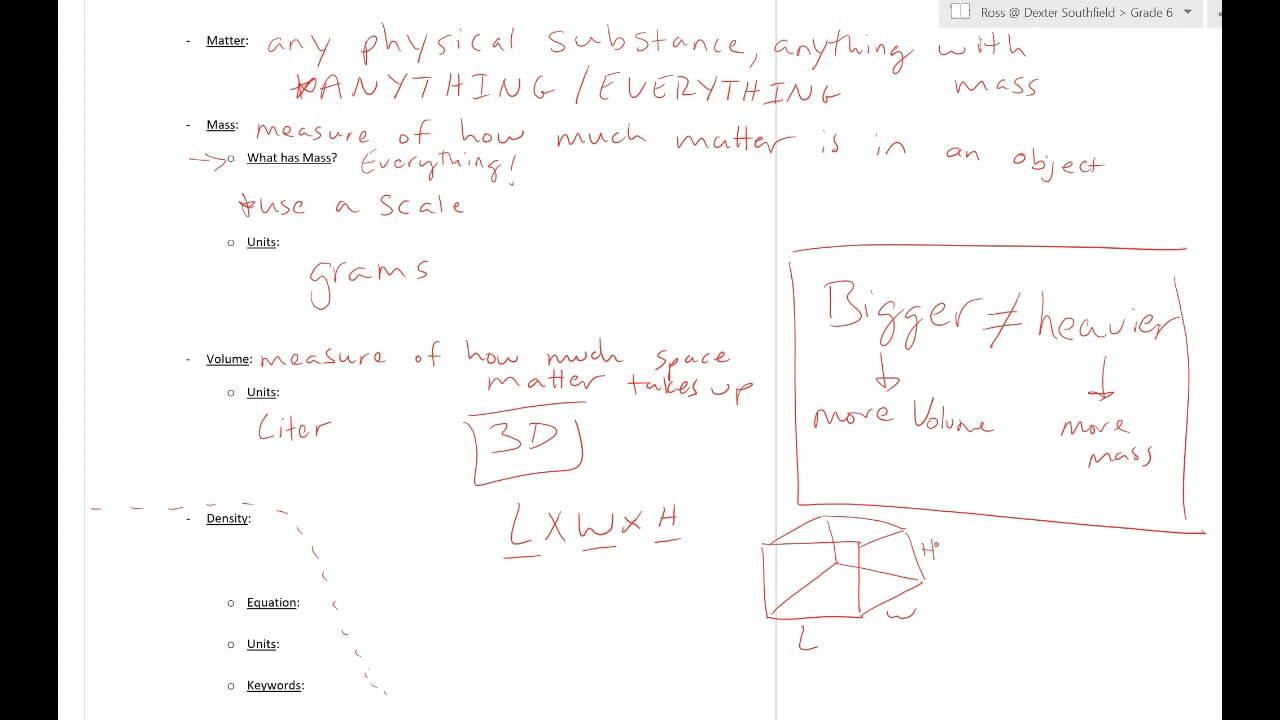 Ross @ Dexter Southfield > Grade 6
- Matter: any physical substance, anything with
*ANYTHING / EVERYTHING mass
- Mass: measure of how much matter is in an object
→ o What has Mass? Everything!
*use a scale
o Units:
grams
Bigger ≠ heavier
more Volume
more
mass
- Volume: measure of how much space
matter takes up
o Units:
Liter
3D
L X W X H
- Density:
H
W
L
o Equation:
o Units:
o Keywords: